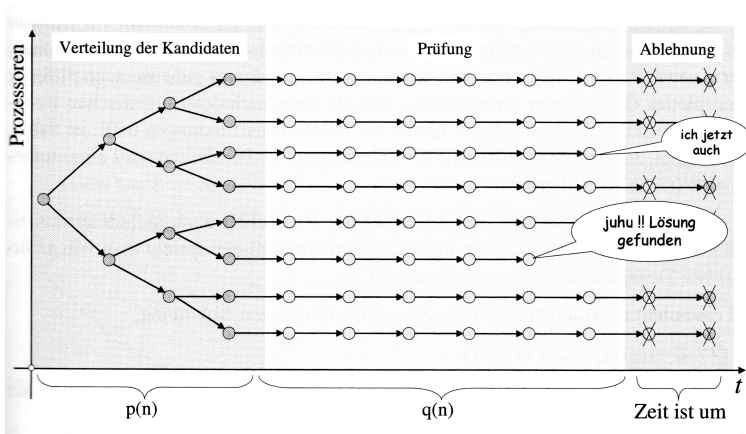 Verteilung der Kandidaten
Prüfung
Ablehnung
Prozessoren
ich jetzt
auch
juhu !! Lösung
gefunden
t
p(n)
q(n)
Zeit ist um